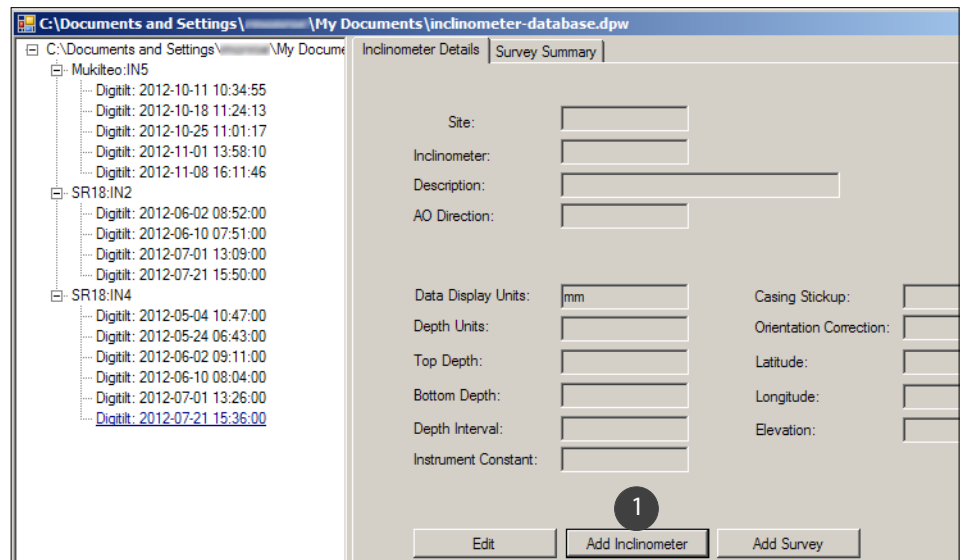 C:\Documents and Settings\ \My Documents\inclinometer-database.dpw
C:\Documents and Settings\ \My Docume
Mukilteo:IN5
Digitilt: 2012-10-11 10:34:55
Digitilt: 2012-10-18 11:24:13
Digitilt: 2012-10-25 11:01:17
Digitilt: 2012-11-01 13:58:10
Digitilt: 2012-11-08 16:11:46
SR18:IN2
Digitilt: 2012-06-02 08:52:00
Digitilt: 2012-06-10 07:51:00
Digitilt: 2012-07-01 13:09:00
Digitilt: 2012-07-21 15:50:00
SR18:IN4
Digitilt: 2012-05-04 10:47:00
Digitilt: 2012-05-24 06:43:00
Digitilt: 2012-06-02 09:11:00
Digitilt: 2012-06-10 08:04:00
Digitilt: 2012-07-01 13:26:00
Digitilt: 2012-07-21 15:36:00
Inclinometer Details Survey Summary
Site:
Inclinometer:
Description:
AO Direction:
Data Display Units: mm Casing Stickup:
Depth Units: Orientation Correction:
Top Depth: Latitude:
Bottom Depth: Longitude:
Depth Interval: Elevation:
Instrument Constant:
1
Edit Add Inclinometer Add Survey